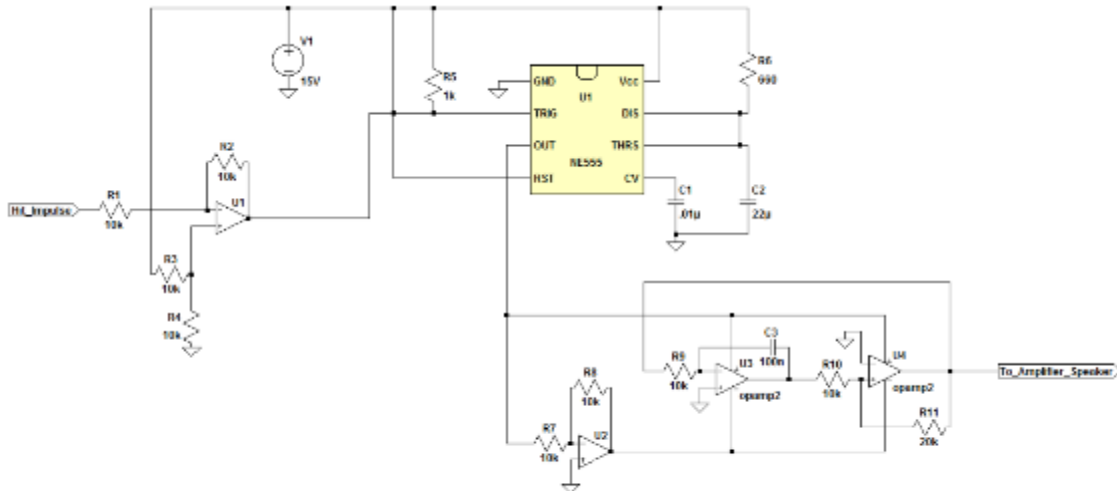 V1
15V
R5
1k
R6
660
GND
Vcc
U1
TRIG
DIS
OUT
THRS
NE555
RST
CV
C1
.01µ
C2
22µ
R2
10k
Hit_Impulse
R1
10k
U1
R3
10k
R4
10k
C3
100n
R9
10k
U3
opamp2
R10
10k
U4
opamp2
To_Amplifier_Speaker
R8
10k
R11
20k
R7
10k
U2